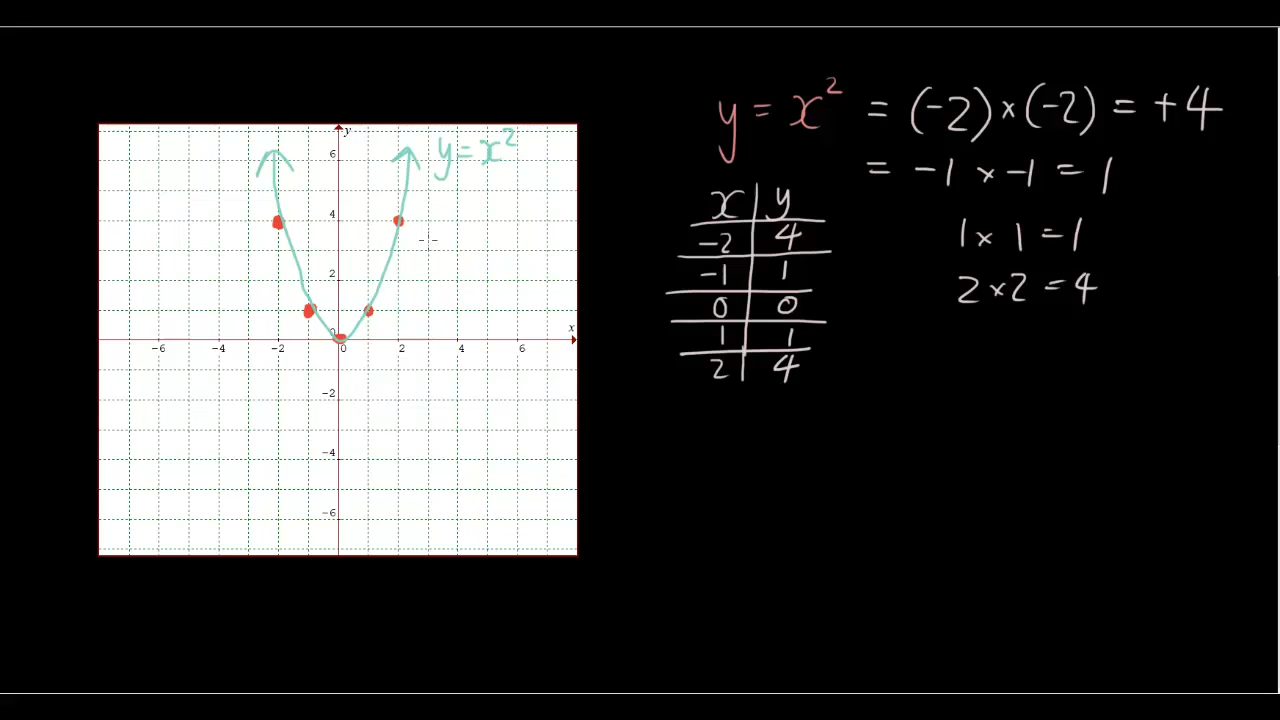 y = x² = (-2) × (-2) = +4
= -1 × -1 = 1
1 × 1 = 1
2 × 2 = 4
x | y
-2 | 4
-1 | 1
0 | 0
1 | 1
2 | 4
y
y = x²
6
4
2
0
x
-6 -4 -2 0 2 4 6
-2
-4
-6